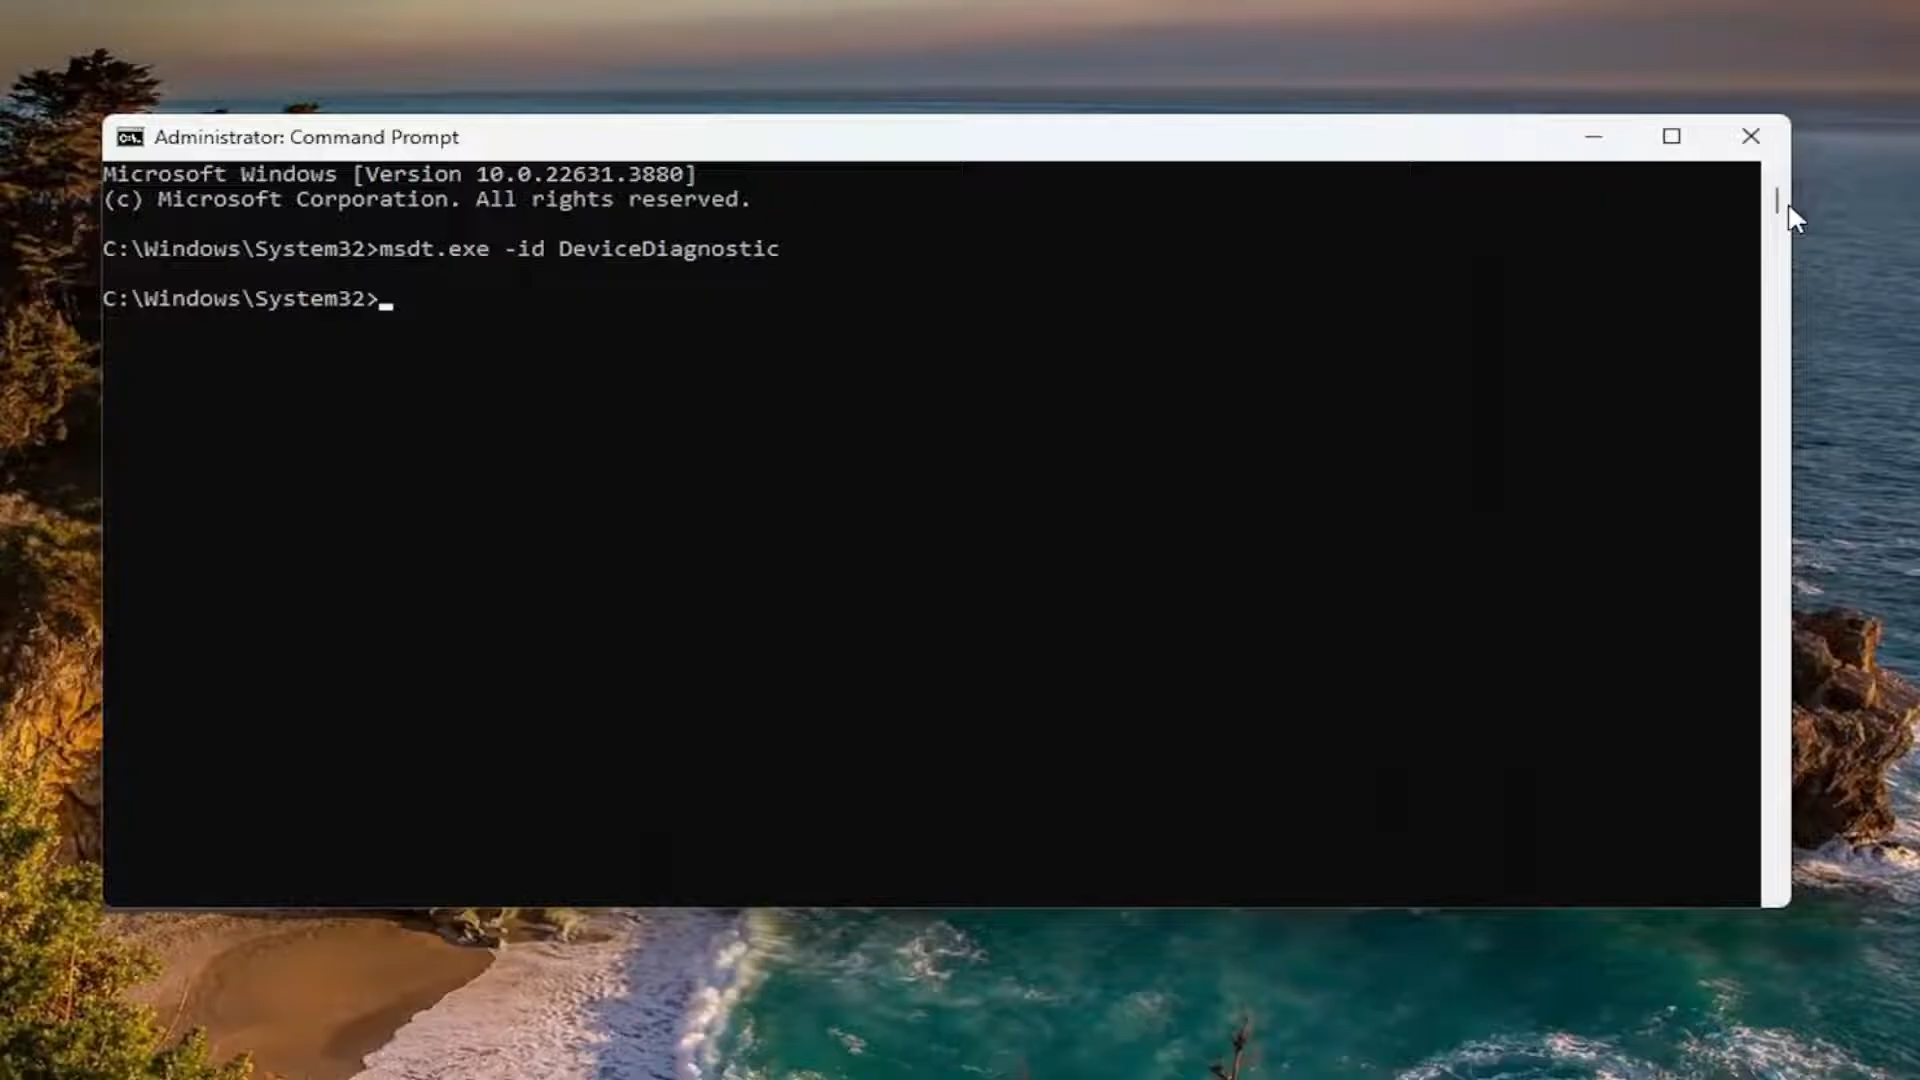 Administrator: Command Prompt
Microsoft Windows [Version 10.0.22631.3880]
(c) Microsoft Corporation. All rights reserved.
C:\Windows\System32>msdt.exe -id DeviceDiagnostic
C:\Windows\System32>